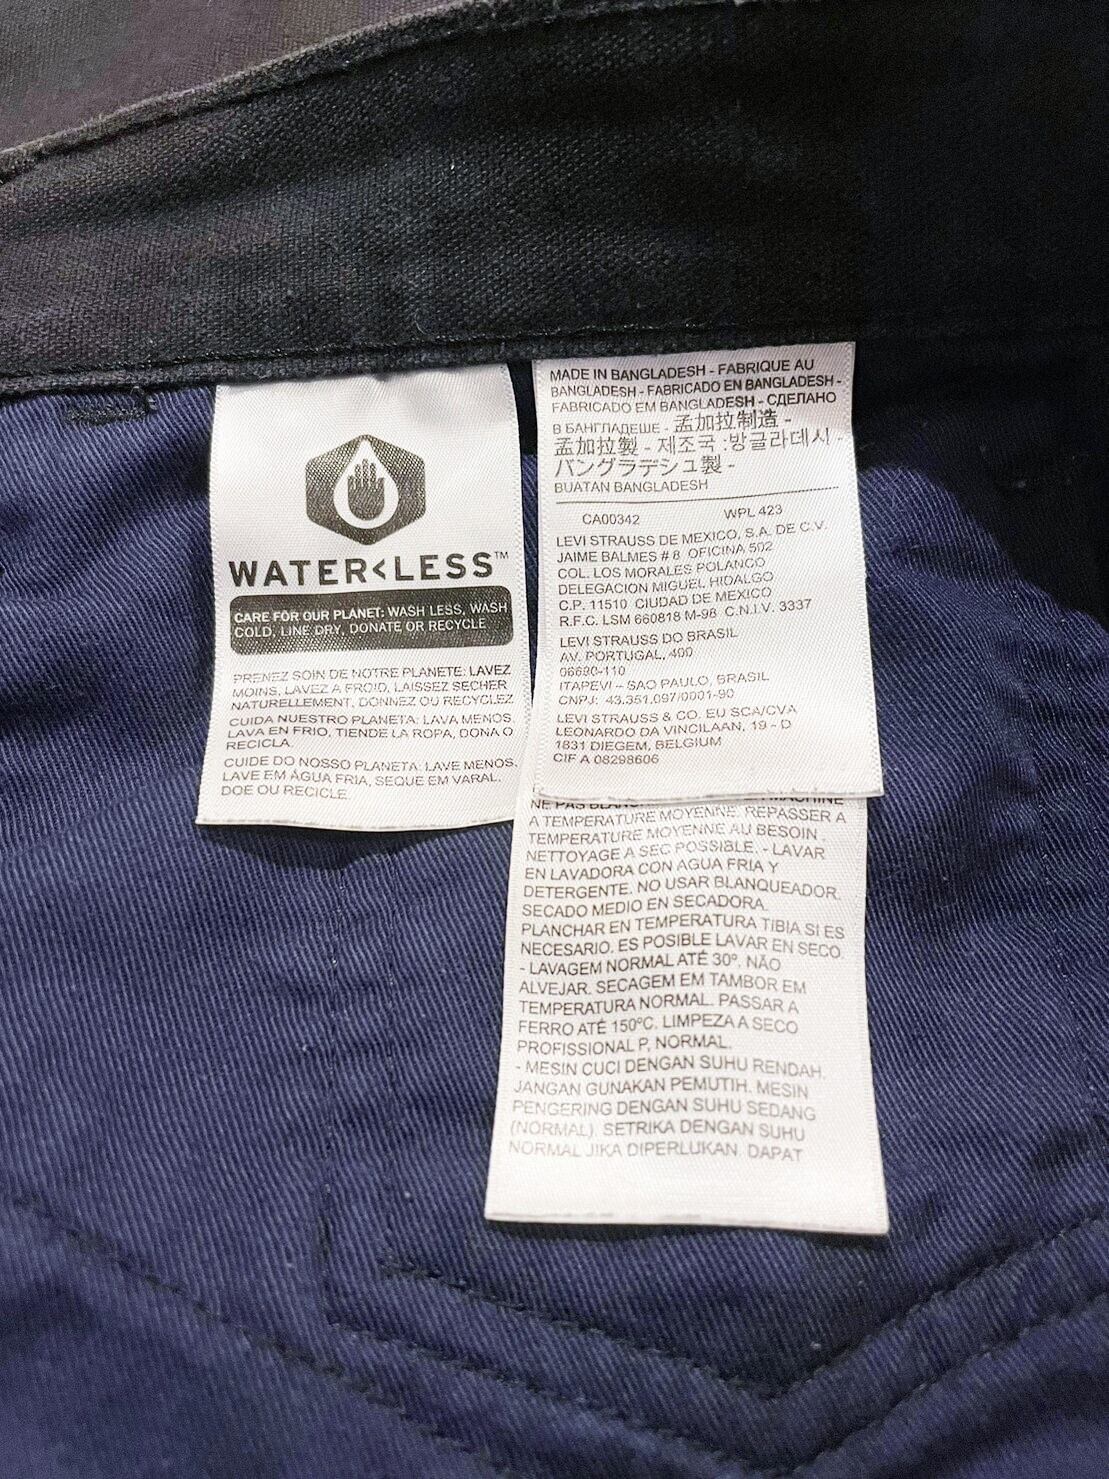 WATER<LESS™
CARE FOR OUR PLANET: WASH LESS, WASH
COLD, LINE DRY, DONATE OR RECYCLE
PRENEZ SOIN DE NOTRE PLANETE: LAVEZ
MOINS, LAVEZ A FROID, LAISSEZ SECHER
NATURELLEMENT, DONNEZ OU RECYCLEZ
CUIDA NUESTRO PLANETA: LAVA MENOS,
LAVA EN FRIO, TIENDE LA ROPA, DONA O
RECICLA.
CUIDE DO NOSSO PLANETA: LAVE MENOS,
LAVE EM ÁGUA FRIA, SEQUE EM VARAL,
DOE OU RECICLE.
MADE IN BANGLADESH - FABRIQUE AU
BANGLADESH - FABRICADO EN BANGLADESH -
FABRICADO EM BANGLADESH - СДЕЛАНО
В БАНГЛАДЕШЕ - 孟加拉制造 -
孟加拉製 - 제조국 :방글라데시 -
バングラデシュ製 -
BUATAN BANGLADESH
CA00342 WPL 423
LEVI STRAUSS DE MEXICO, S.A. DE C.V.
JAIME BALMES # 8 OFICINA 502
COL. LOS MORALES POLANCO
DELEGACION MIGUEL HIDALGO
C.P. 11510 CIUDAD DE MEXICO
R.F.C. LSM 660818 M-98 C.N.I.V. 3337
LEVI STRAUSS DO BRASIL
AV. PORTUGAL, 400
06690-110
ITAPEVI – SAO PAULO, BRASIL
CNPJ: 43.351.097/0001-90
LEVI STRAUSS & CO. EU SCA/CVA
LEONARDO DA VINCILAAN, 19 - D
1831 DIEGEM, BELGIUM
CIF A 08298606
NE PAS MACHINE
A TEMPERATURE MOYENNE. REPASSER A
TEMPERATURE MOYENNE AU BESOIN.
NETTOYAGE A SEC POSSIBLE. - LAVAR
EN LAVADORA CON AGUA FRIA Y
DETERGENTE. NO USAR BLANQUEADOR.
SECADO MEDIO EN SECADORA.
PLANCHAR EN TEMPERATURA TIBIA SI ES
NECESARIO. ES POSIBLE LAVAR EN SECO.
- LAVAGEM NORMAL ATÉ 30º. NÃO
ALVEJAR. SECAGEM EM TAMBOR EM
TEMPERATURA NORMAL. PASSAR A
FERRO ATÉ 150ºC. LIMPEZA A SECO
PROFISSIONAL P, NORMAL.
- MESIN CUCI DENGAN SUHU RENDAH.
JANGAN GUNAKAN PEMUTIH. MESIN
PENGERING DENGAN SUHU SEDANG
(NORMAL). SETRIKA DENGAN SUHU
NORMAL JIKA DIPERLUKAN. DAPAT